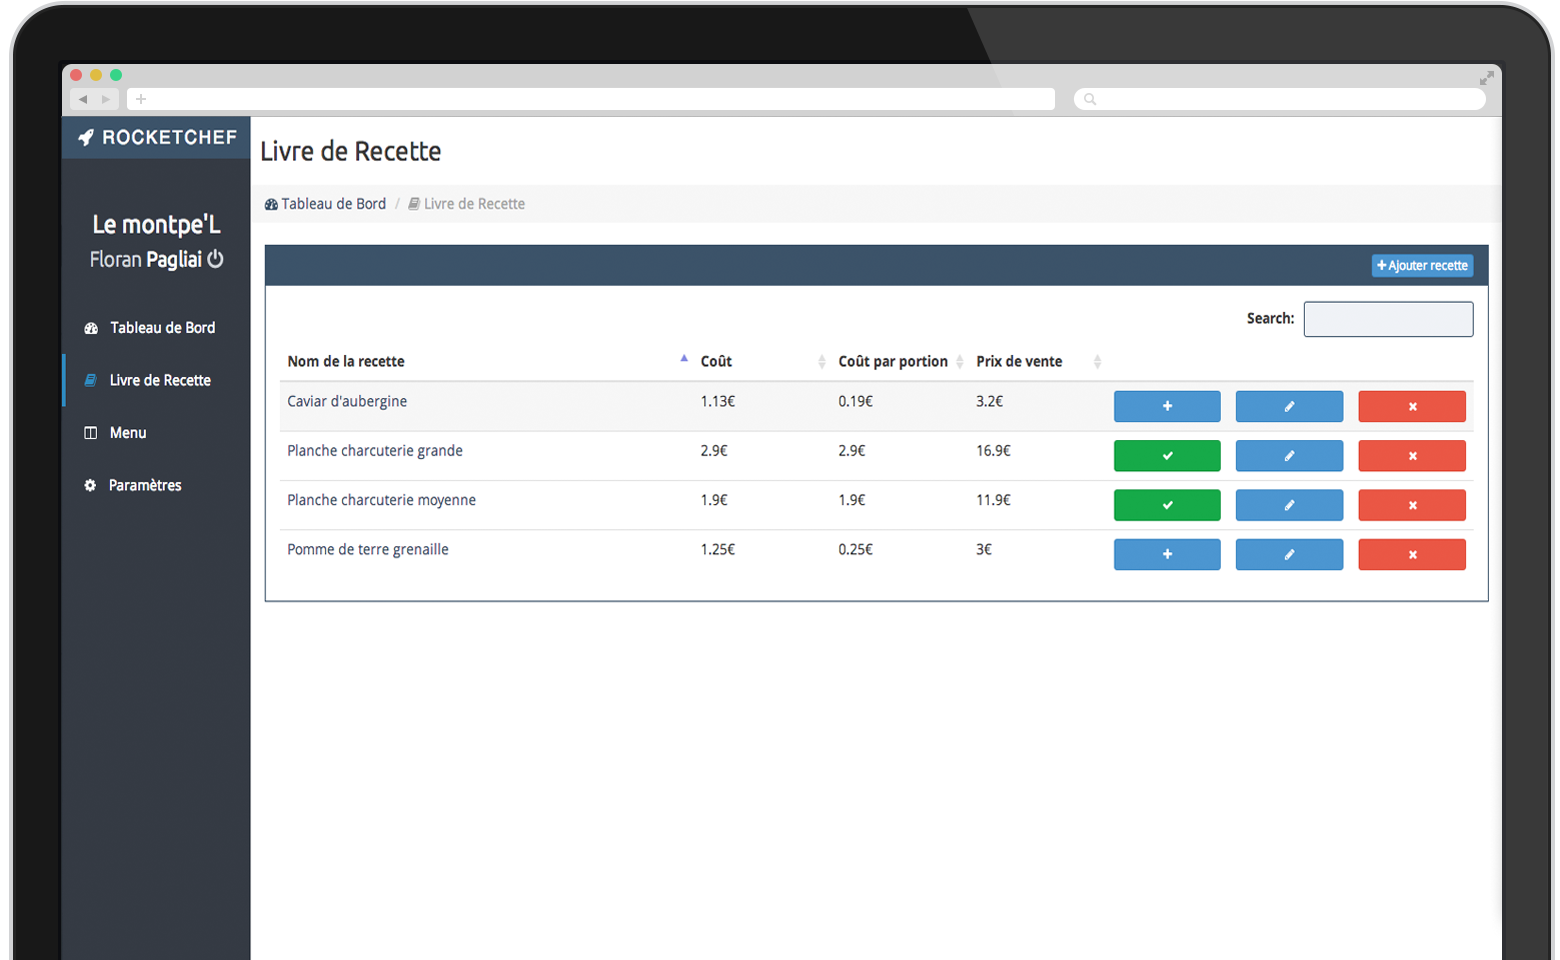 ROCKETCHEF
Livre de Recette
Tableau de Bord / Livre de Recette
Le montpe'L
Floran Pagliai
Tableau de Bord
Livre de Recette
Menu
Paramètres
Ajouter recette
Search:
Nom de la recette Coût Coût par portion Prix de vente
Caviar d'aubergine 1.13€ 0.19€ 3.2€
Planche charcuterie grande 2.9€ 2.9€ 16.9€
Planche charcuterie moyenne 1.9€ 1.9€ 11.9€
Pomme de terre grenaille 1.25€ 0.25€ 3€